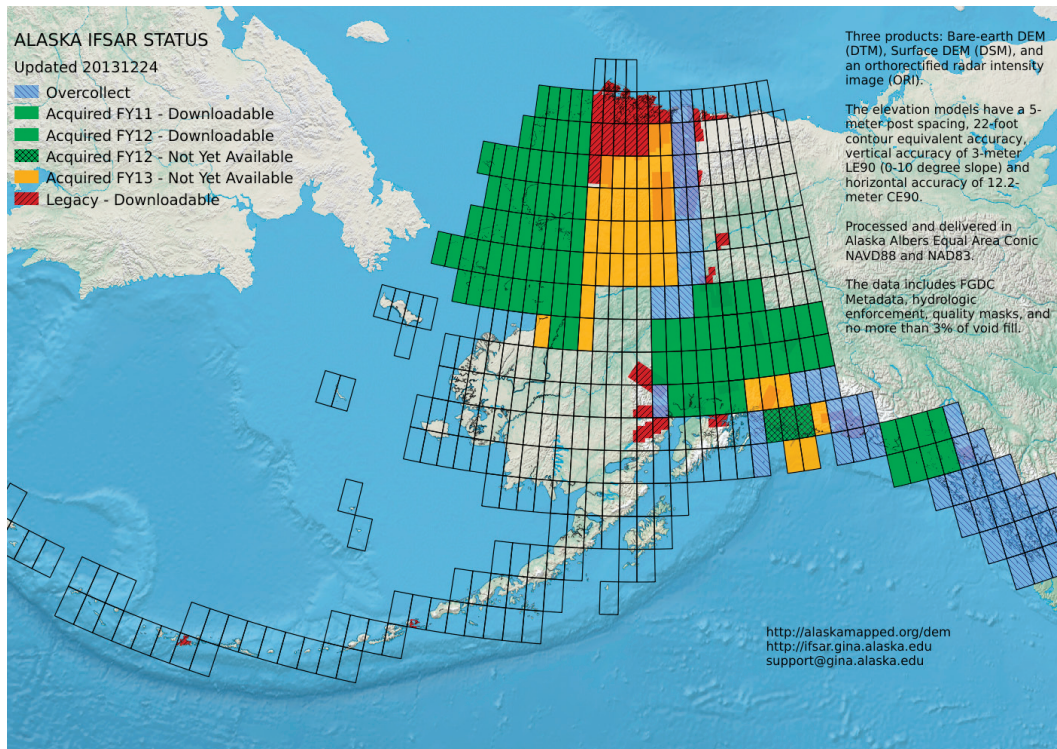 ALASKA IFSAR STATUS
Updated 20131224
Overcollect
Acquired FY11 - Downloadable
Acquired FY12 - Downloadable
Acquired FY12 - Not Yet Available
Acquired FY13 - Not Yet Available
Legacy - Downloadable
Three products: Bare-earth DEM
(DTM), Surface DEM (DSM), and
an orthorectified radar intensity
image (ORI).
The elevation models have a 5-
meter post spacing, 22-foot
contour equivalent accuracy,
vertical accuracy of 3-meter
LE90 (0-10 degree slope) and
horizontal accuracy of 12.2-
meter CE90.
Processed and delivered in
Alaska Albers Equal Area Conic
NAVD88 and NAD83.
The data includes FGDC
Metadata, hydrologic
enforcement, quality masks, and
no more than 3% of void fill.
http://alaskamapped.org/dem
http://ifsar.gina.alaska.edu
support@gina.alaska.edu